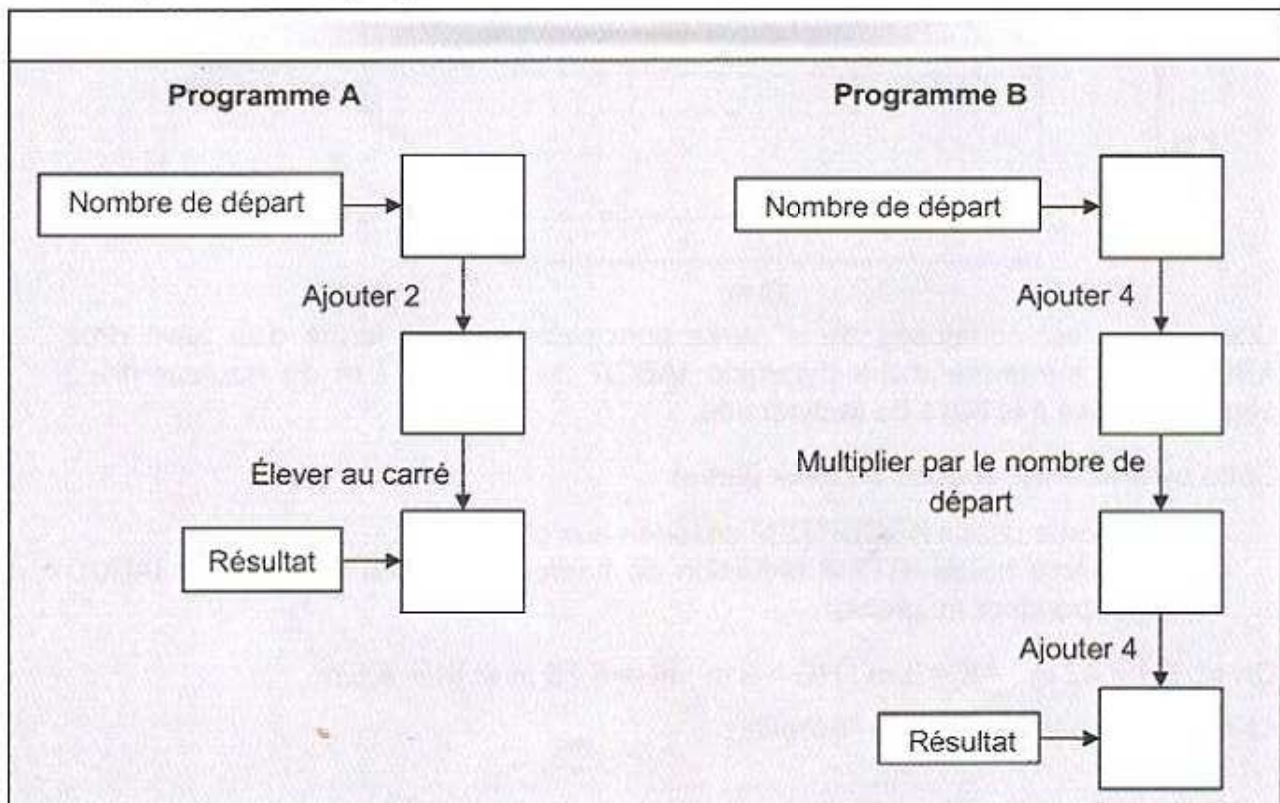 Programme A
Nombre de départ
Ajouter 2
Élever au carré
Résultat
Programme B
Nombre de départ
Ajouter 4
Multiplier par le nombre de
départ
Ajouter 4
Résultat